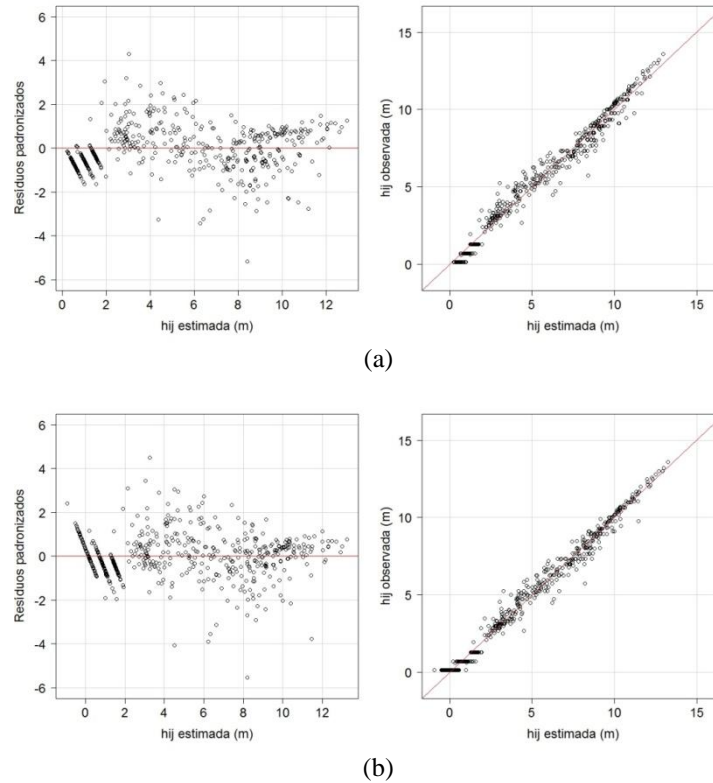 6
4
2
0
-2
-4
-6
Resíduos padronizados
0 2 4 6 8 10 12
hij estimada (m)
15
10
5
0
hij observada (m)
0 5 10 15
hij estimada (m)
(a)
6
4
2
0
-2
-4
-6
Resíduos padronizados
0 2 4 6 8 10 12
hij estimada (m)
15
10
5
0
hij observada (m)
0 5 10 15
hij estimada (m)
(b)